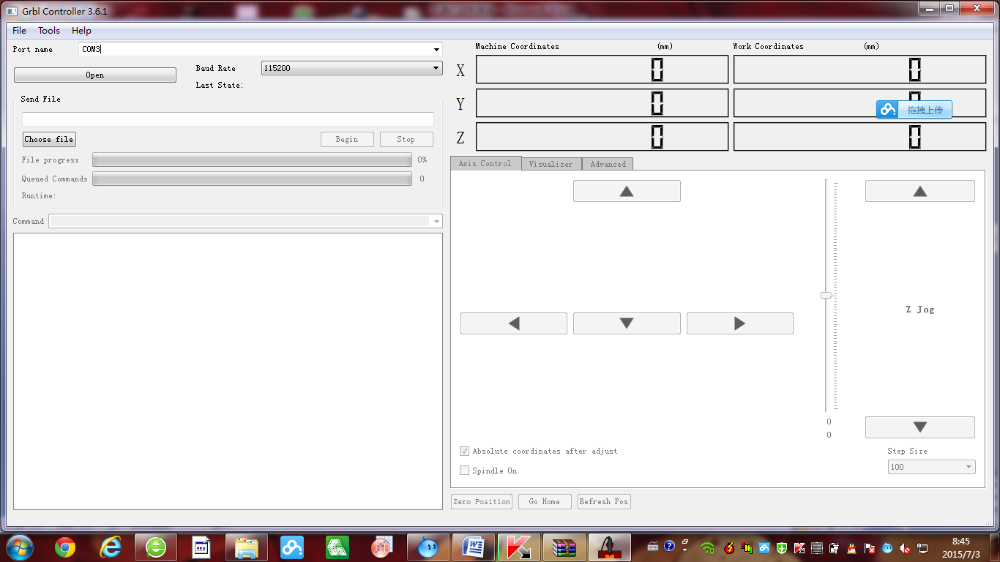 Grbl Controller 3.6.1
File Tools Help
Port name COM3
Open
Baud Rate 115200
Last State:
Send File
Choose file
Begin Stop
File progress 0%
Queued Commands 0
Runtime:
Command
Machine Coordinates (mm) Work Coordinates (mm)
X 0 0
Y 0 0
拖拽上传
Z 0 0
Axis Control Visualizer Advanced
Z Jog
0
0
Absolute coordinates after adjust
Spindle On
Step Size
100
Zero Position Go Home Refresh Pos
8:45
2015/7/3